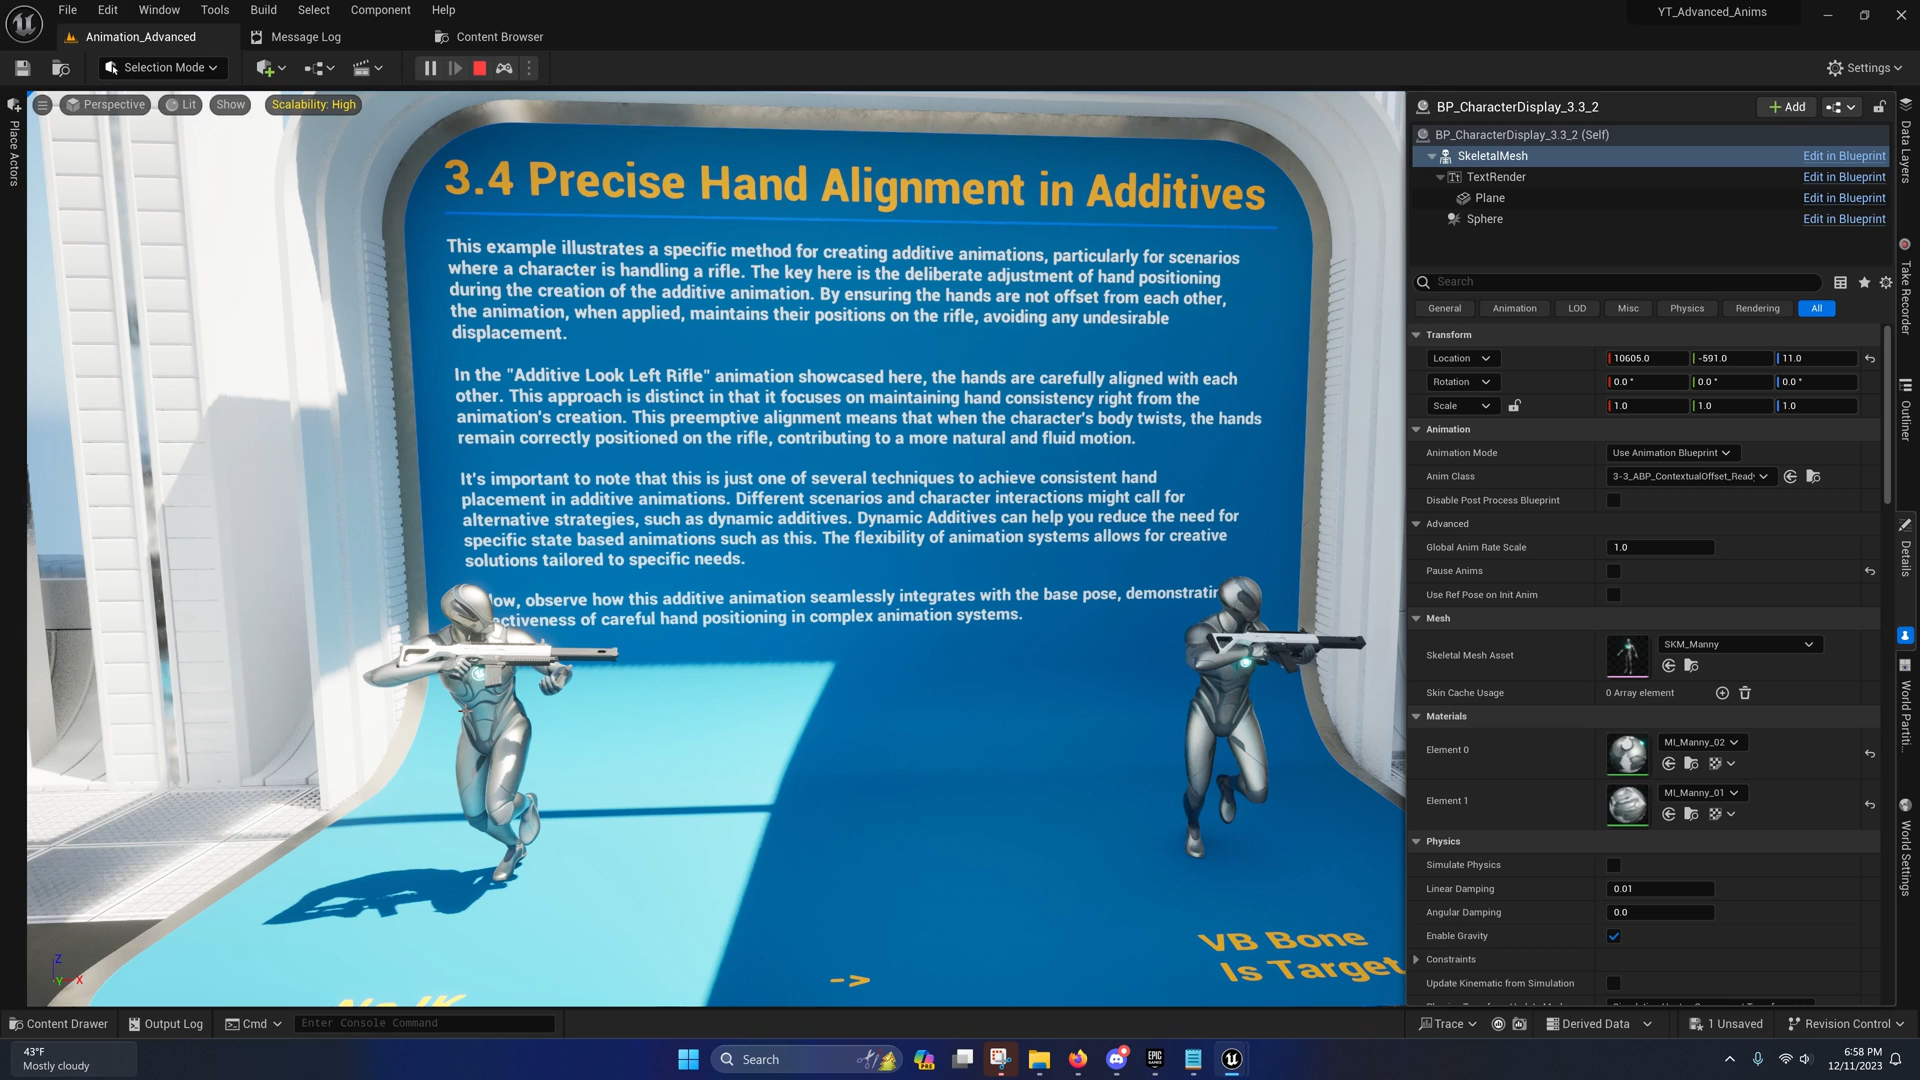 File Edit Window Tools Build Select Actor Component Help
YT_Advanced_Anims
Animation_Advanced
Message Log
Content Browser
Selection Mode
Settings
Place Actors
Perspective
Lit
Show
Scalability: High
3.4 Precise Hand Alignment in Additives
This example illustrates a specific method for creating additive animations, particularly for scenarios
where a character is handling a rifle. The key here is the deliberate adjustment of hand positioning
during the creation of the additive animation. By ensuring the hands are not offset from each other,
the animation, when applied, maintains their positions on the rifle, avoiding any undesirable
displacement.
In the "Additive Look Left Rifle" animation showcased here, the hands are carefully aligned with each
other. This approach is distinct in that it focuses on maintaining hand consistency right from the
animation's creation. This preemptive alignment means that when the character's body twists, the hands
remain correctly positioned on the rifle, contributing to a more natural and fluid motion.
It's important to note that this is just one of several techniques to achieve consistent hand
placement in additive animations. Different scenarios and character interactions might call for
alternative strategies, such as dynamic additives. Dynamic Additives can help you reduce the need for
specific state based animations such as this. The flexibility of animation systems allows for creative
solutions tailored to specific needs.
low, observe how this additive animation seamlessly integrates with the base pose, demonstratin
ectiveness of careful hand positioning in complex animation systems.
VB Bone
Is Target
->
Z
Y X
BP_CharacterDisplay_3.3_2
Add
BP_CharacterDisplay_3.3_2 (Self)
SkeletalMesh Edit in Blueprint
TextRender Edit in Blueprint
Plane Edit in Blueprint
Sphere Edit in Blueprint
Search
General Animation LOD Misc Physics Rendering All
Transform
Location 10605.0 -591.0 11.0
Rotation 0.0 ° 0.0 ° 0.0 °
Scale 1.0 1.0 1.0
Animation
Animation Mode Use Animation Blueprint
Anim Class 3-3_ABP_ContextualOffset_Ready
Disable Post Process Blueprint
Advanced
Global Anim Rate Scale 1.0
Pause Anims
Use Ref Pose on Init Anim
Mesh
Skeletal Mesh Asset SKM_Manny
Skin Cache Usage 0 Array element
Materials
Element 0 MI_Manny_02
Element 1 MI_Manny_01
Physics
Simulate Physics
Linear Damping 0.01
Angular Damping 0.0
Enable Gravity
Constraints
Update Kinematic from Simulation
Data Layers
Take Recorder
Outliner
Details
World Partiti...
World Settings
Content Drawer
Output Log
Cmd
Enter Console Command
Trace
Derived Data
1 Unsaved
Revision Control
43°F
Mostly cloudy
Search
6:58 PM
12/11/2023